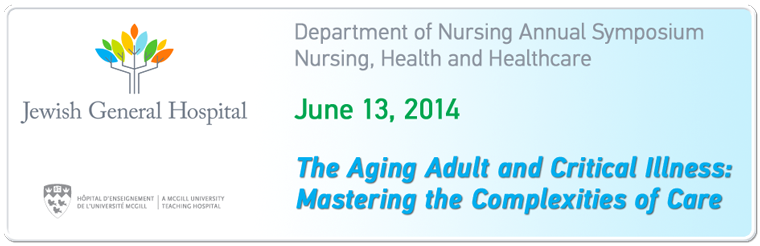 Jewish General Hospital
HÔPITAL D'ENSEIGNEMENT
DE L'UNIVERSITÉ MCGILL
A MCGILL UNIVERSITY
TEACHING HOSPITAL
Department of Nursing Annual Symposium
Nursing, Health and Healthcare
June 13, 2014
The Aging Adult and Critical Illness:
Mastering the Complexities of Care